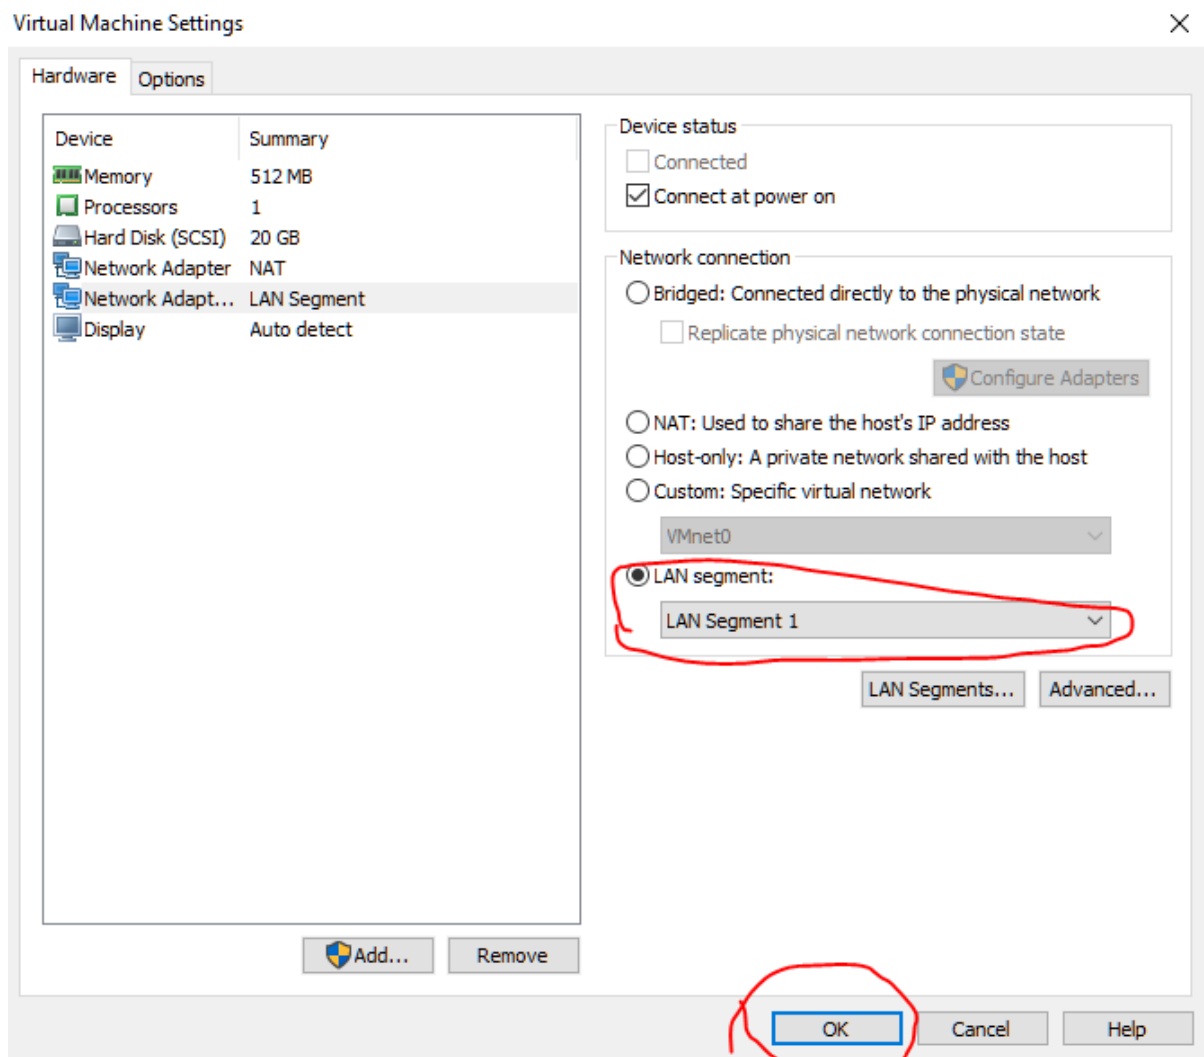 Virtual Machine Settings
Hardware
Options
Device Summary
Memory 512 MB
Processors 1
Hard Disk (SCSI) 20 GB
Network Adapter NAT
Network Adapt... LAN Segment
Display Auto detect
Add...
Remove
Device status
Connected
Connect at power on
Network connection
Bridged: Connected directly to the physical network
Replicate physical network connection state
Configure Adapters
NAT: Used to share the host's IP address
Host-only: A private network shared with the host
Custom: Specific virtual network
VMnet0
LAN segment:
LAN Segment 1
LAN Segments...
Advanced...
OK
Cancel
Help